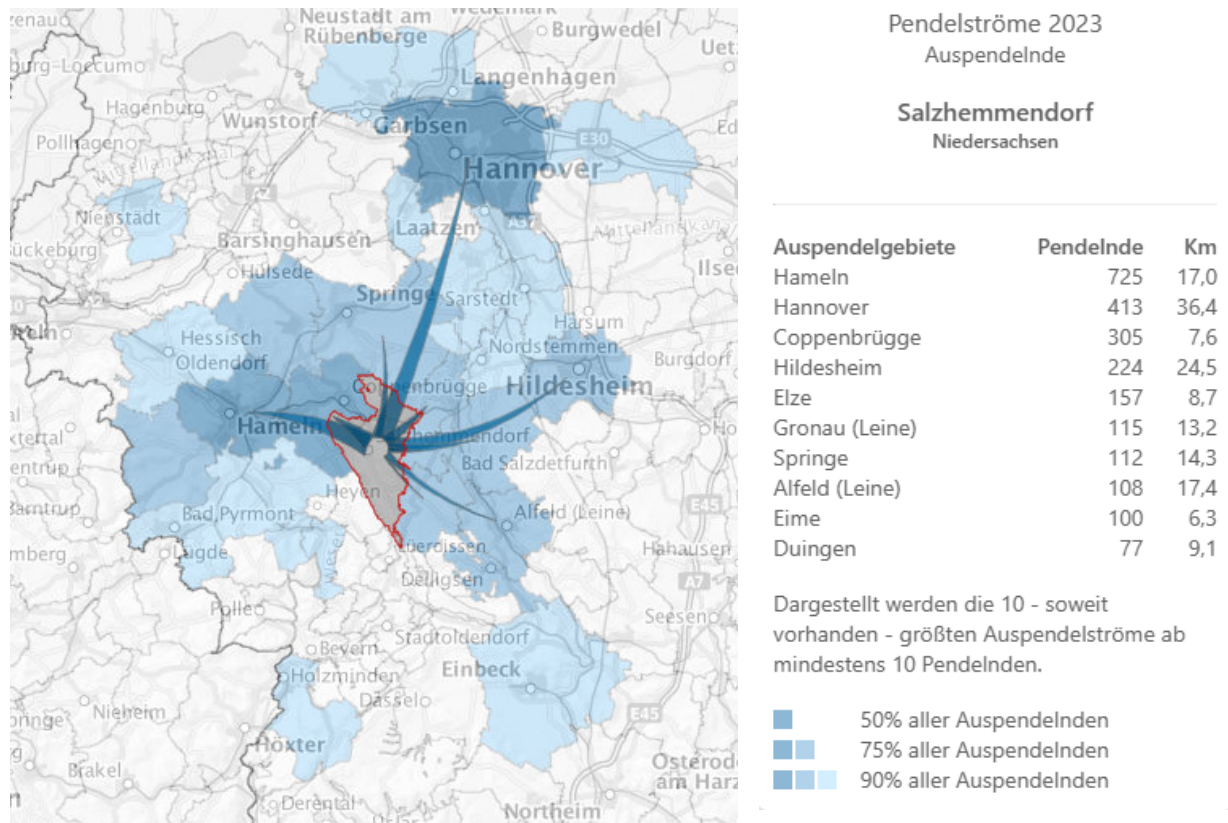 Neustadt am
Rübenberge
Burgwedel
Langenhagen
Hagenburg
Wunstorf
Garbsen
E30
Pollhagen
Hannover
Nienstädt
A2
Barsinghausen
Laatzen
A37
Hülsede
Springe
Sarstedt
Harsum
Hessisch
Oldendorf
Nordstemmen
Burgdorf
Coppenbrügge
Hildesheim
Hameln
Bad Salzdetfurth
Heyen
Bad Pyrmont
Alfeld (Leine)
E45
Lügde
Hahausen
Delligsen
A7
Polle
Seesen
Stadtoldendorf
Bevern
Einbeck
Holzminden
Dassel
Nieheim
E45
Höxter
Brakel
am Harz
Derental
Northeim
Pendelströme 2023
Auspendelnde
Salzhemmendorf
Niedersachsen
Auspendelgebiete Pendelnde Km
Hameln 725 17,0
Hannover 413 36,4
Coppenbrügge 305 7,6
Hildesheim 224 24,5
Elze 157 8,7
Gronau (Leine) 115 13,2
Springe 112 14,3
Alfeld (Leine) 108 17,4
Eime 100 6,3
Duingen 77 9,1
Dargestellt werden die 10 - soweit
vorhanden - größten Auspendelströme ab
mindestens 10 Pendelnden.
50% aller Auspendelnden
75% aller Auspendelnden
90% aller Auspendelnden